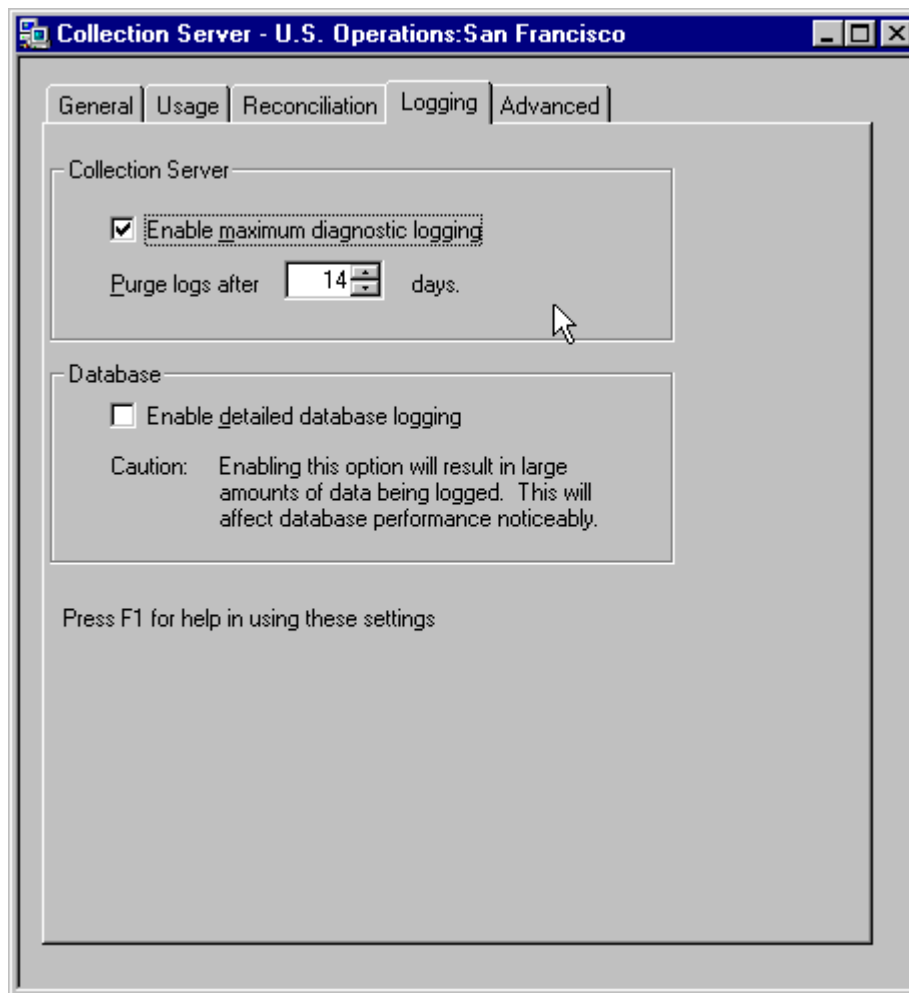 Collection Server - U.S. Operations:San Francisco
General Usage Reconciliation Logging Advanced
Collection Server
Enable maximum diagnostic logging
Purge logs after 14 days.
Database
Enable detailed database logging
Caution: Enabling this option will result in large
amounts of data being logged.  This will
affect database performance noticeably.
Press F1 for help in using these settings